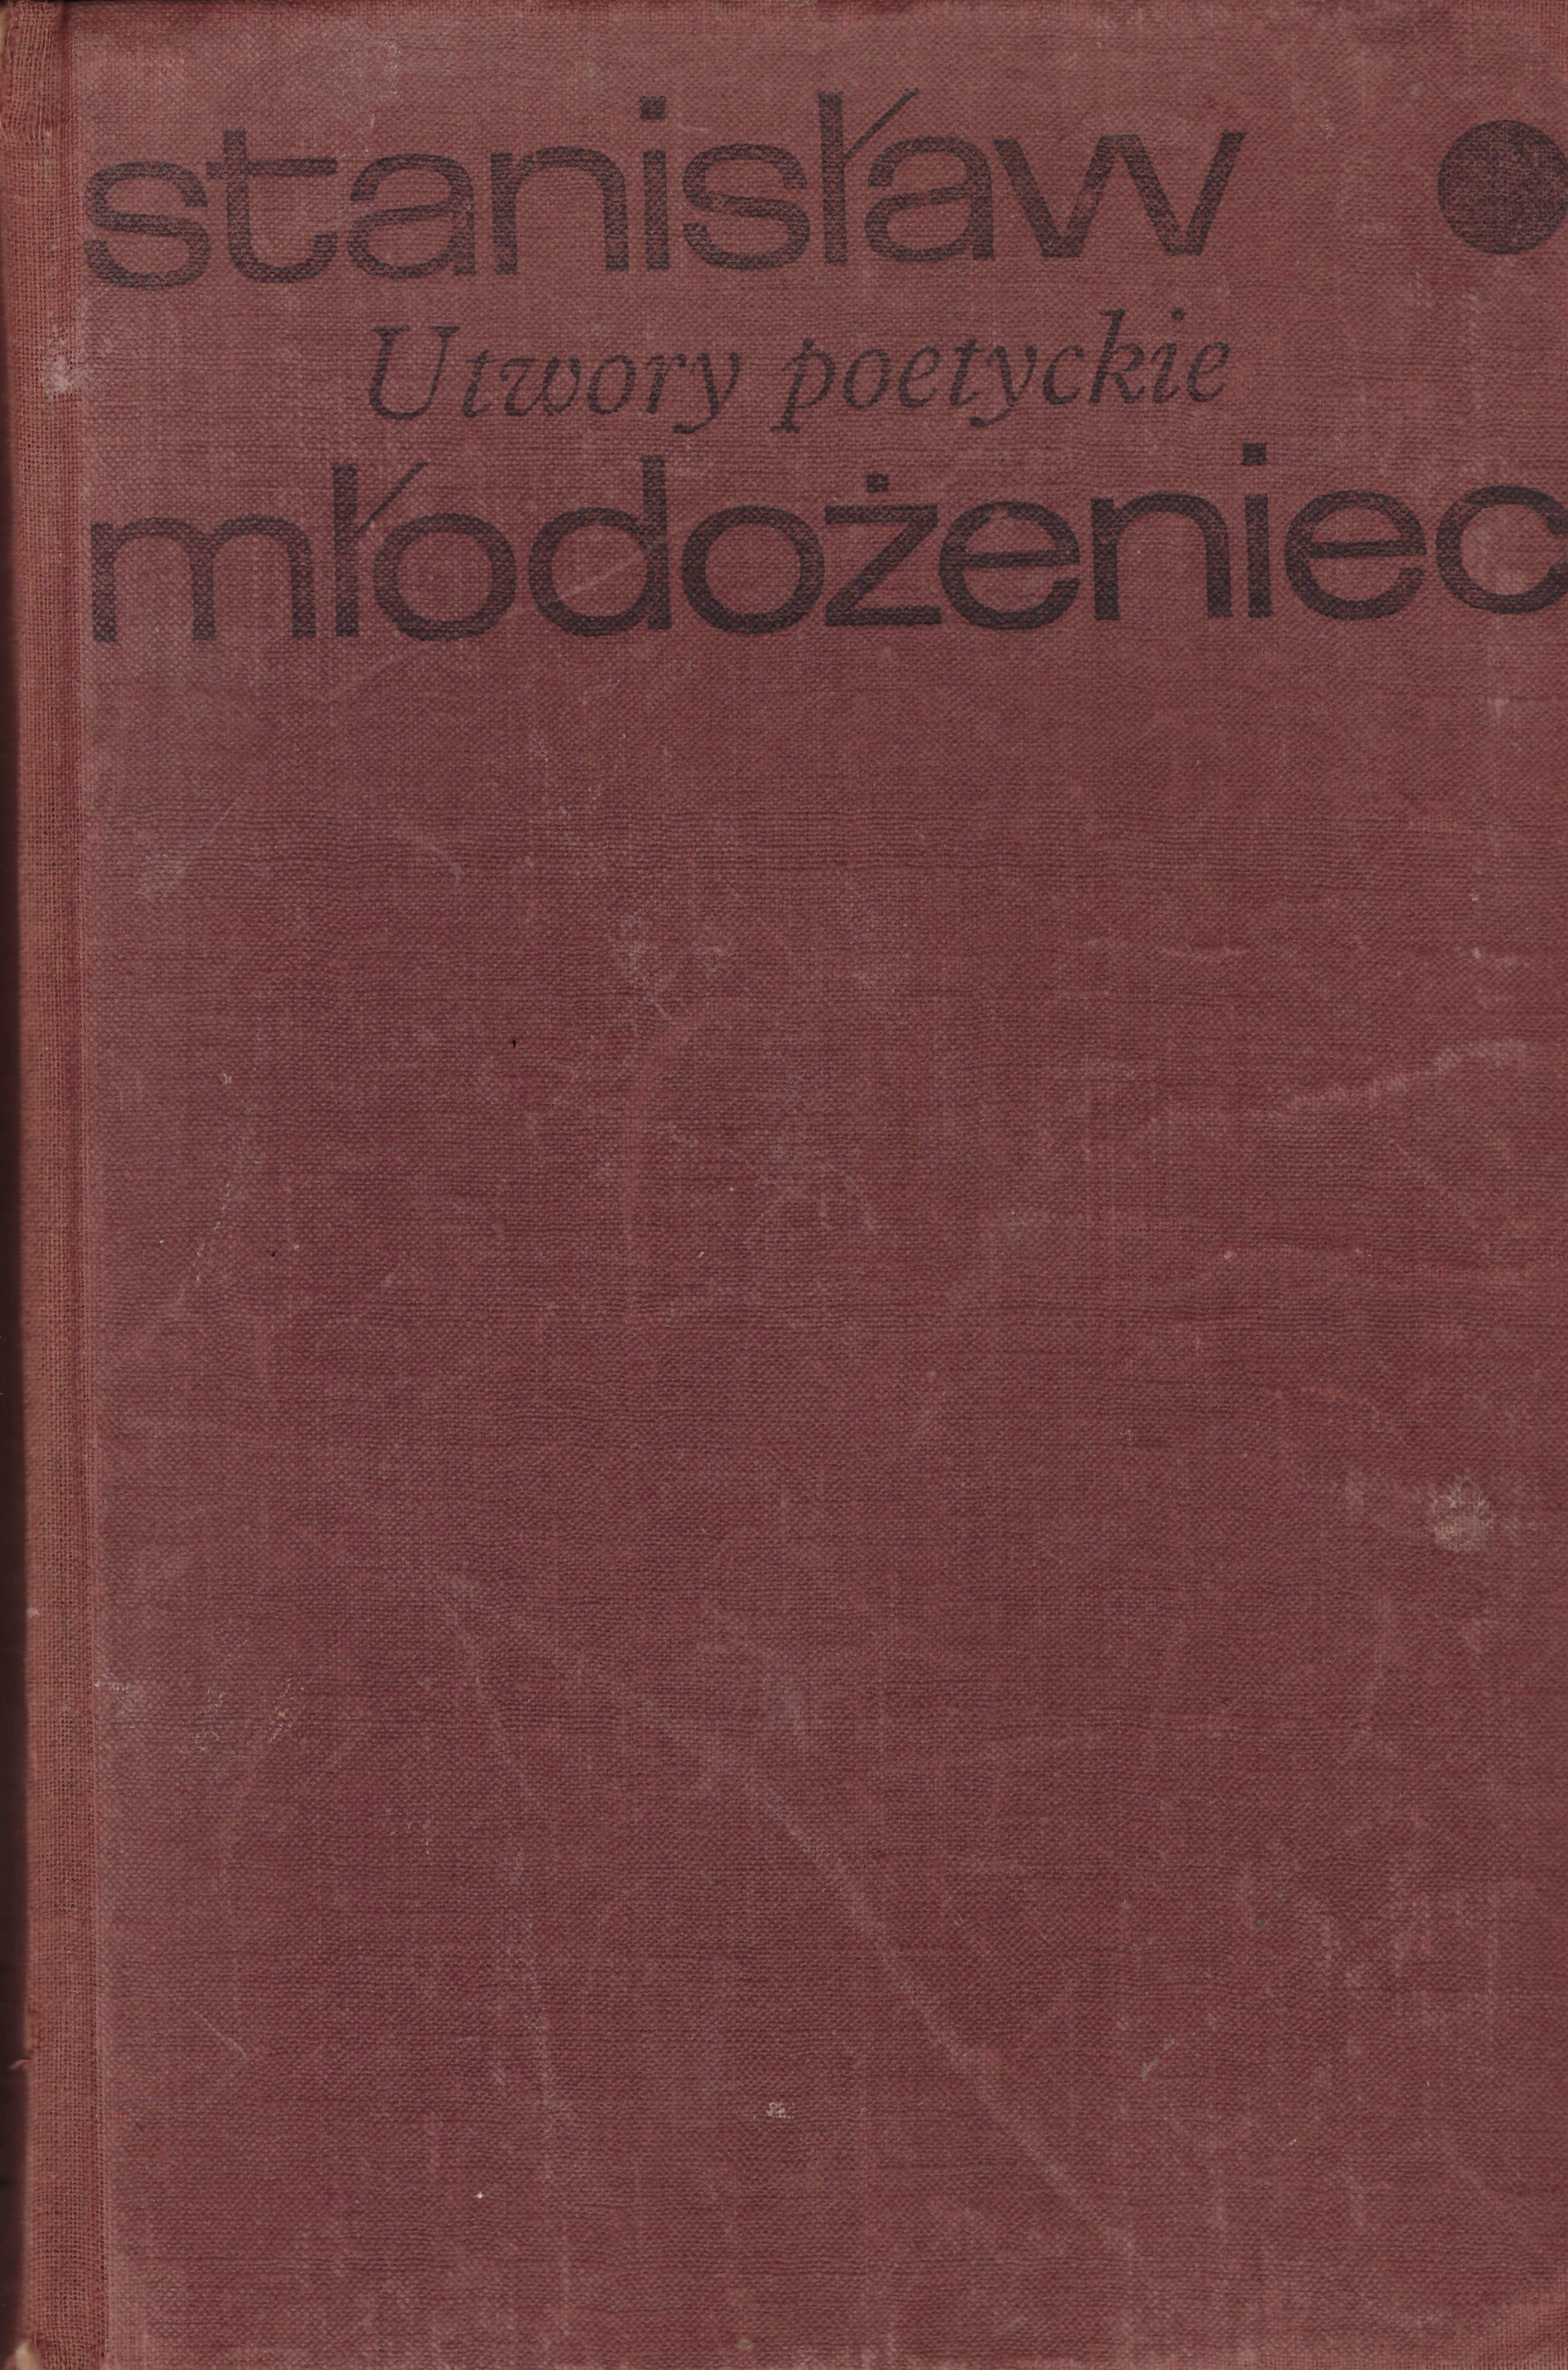 stanisław
Utwory poetyckie
młodożeniec